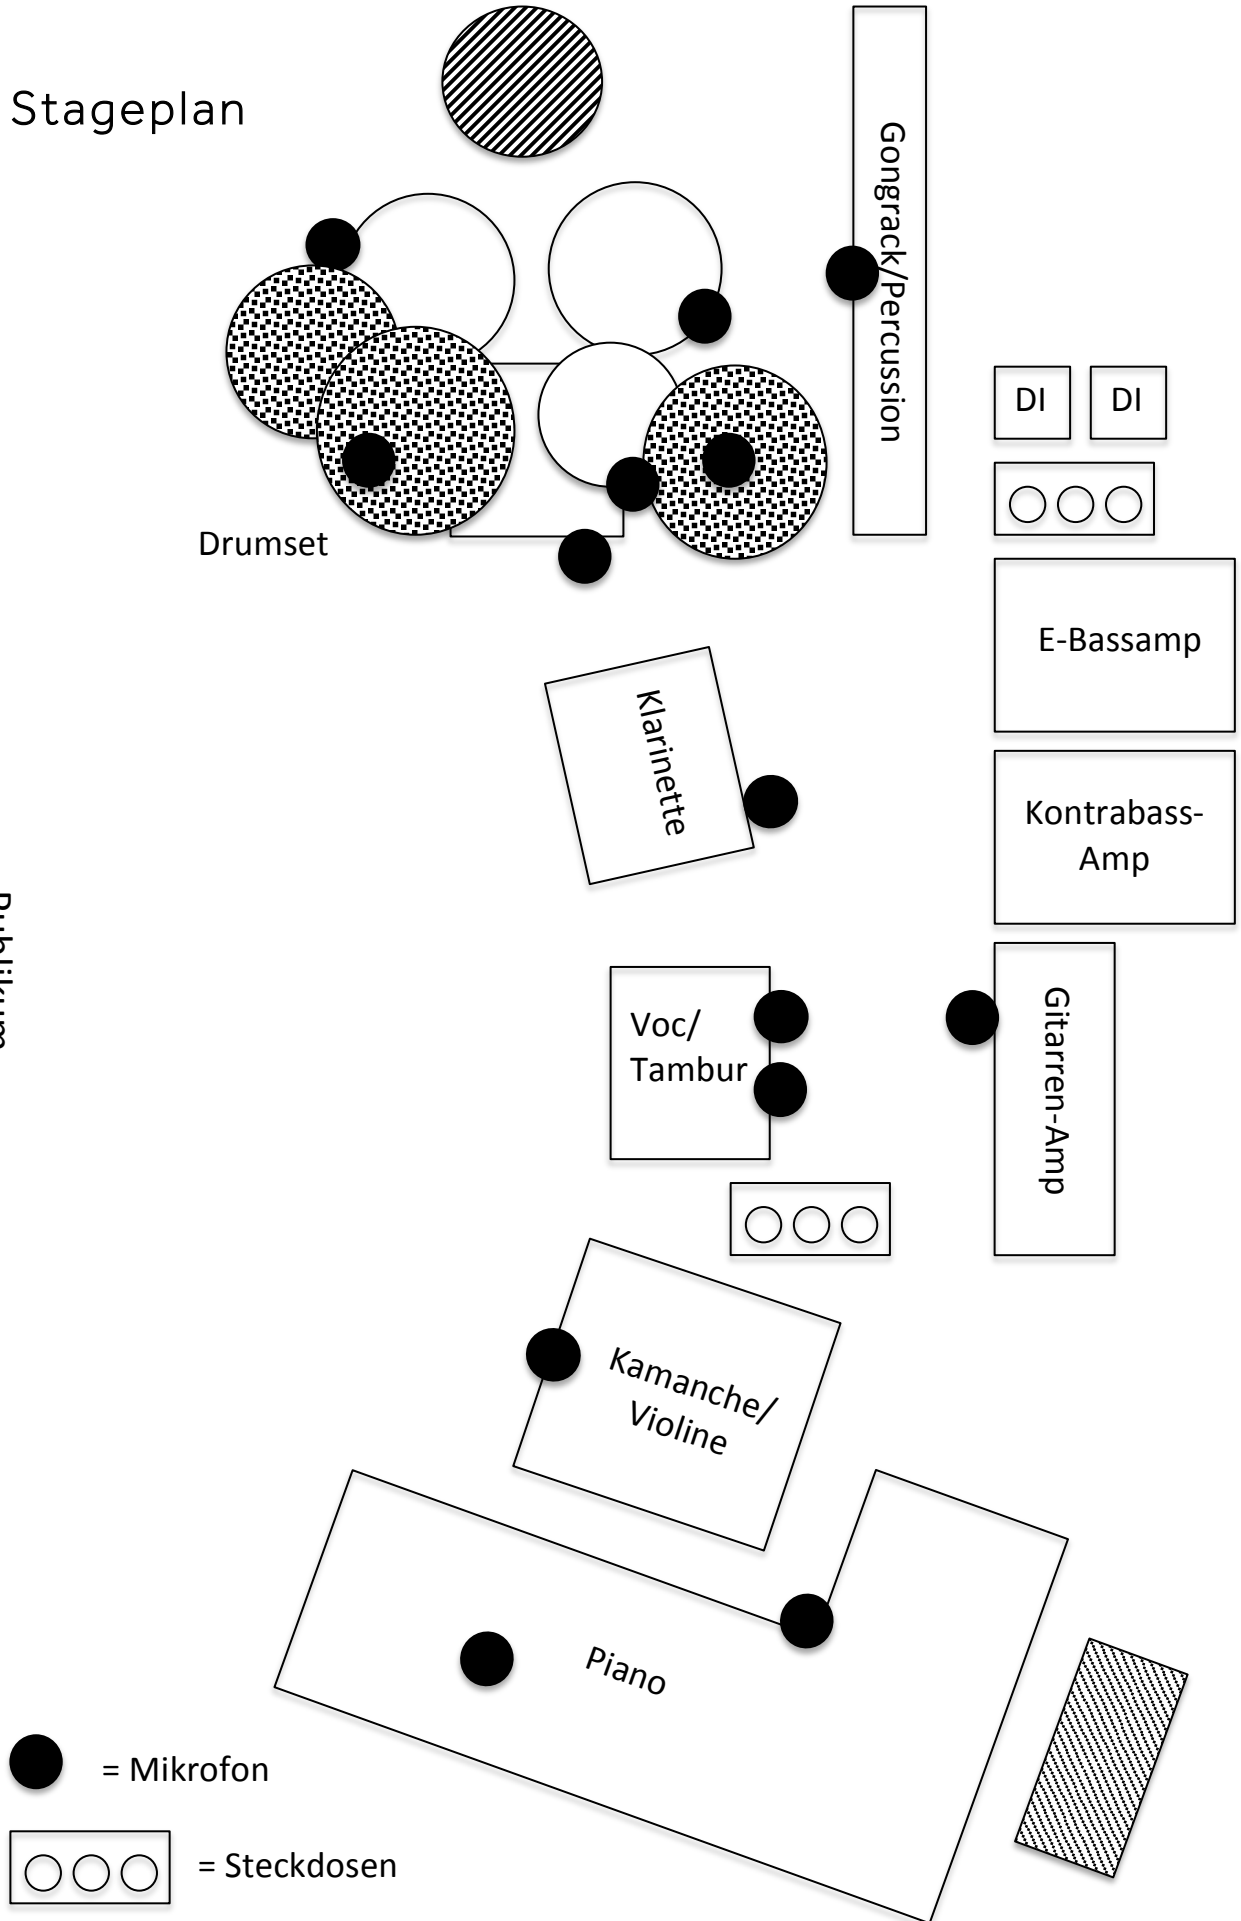 Stageplan
Gongrack/Percussion
DI
DI
Drumset
E-Bassamp
Klarinette
Kontrabass-
Amp
Publikum
Voc/
Tambur
Gitarren-Amp
Kamanche/
Violine
Piano
= Mikrofon
= Steckdosen